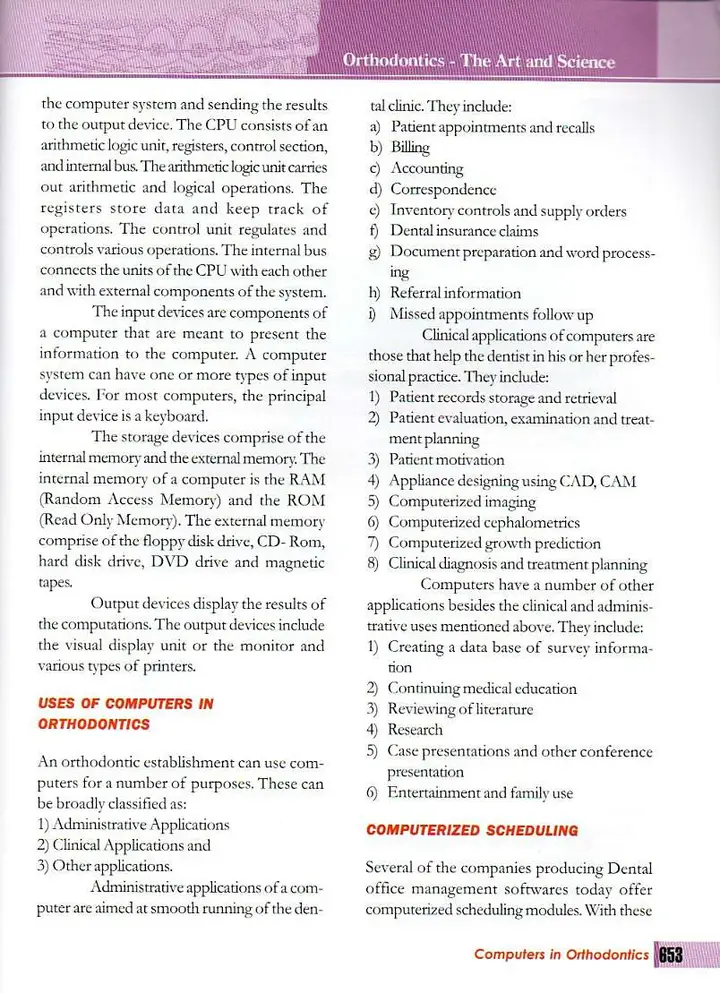 Orthodontics - The Art and Science
the computer system and sending the results
to the output device. The CPU consists of an
arithmetic logic unit, registers, control section,
and internal bus. The arithmetic logic unit carries
out arithmetic and logical operations. The
registers store data and keep track of
operations. The control unit regulates and
controls various operations. The internal bus
connects the units of the CPU with each other
and with external components of the system.
The input devices are components of
a computer that are meant to present the
information to the computer. A computer
system can have one or more types of input
devices. For most computers, the principal
input device is a keyboard.
The storage devices comprise of the
internal memory and the external memory. The
internal memory of a computer is the RAM
(Random Access Memory) and the ROM
(Read Only Memory). The external memory
comprise of the floppy disk drive, CD- Rom,
hard disk drive, DVD drive and magnetic
tapes.
Output devices display the results of
the computations. The output devices include
the visual display unit or the monitor and
various types of printers.
USES OF COMPUTERS IN
ORTHODONTICS
An orthodontic establishment can use com-
puters for a number of purposes. These can
be broadly classified as:
1) Administrative Applications
2) Clinical Applications and
3) Other applications.
Administrative applications of a com-
puter are aimed at smooth running of the den-
tal clinic. They include:
a) Patient appointments and recalls
b) Billing
c) Accounting
d) Correspondence
e) Inventory controls and supply orders
f) Dental insurance claims
g) Document preparation and word process-
ing
h) Referral information
i) Missed appointments follow up
Clinical applications of computers are
those that help the dentist in his or her profes-
sional practice. They include:
1) Patient records storage and retrieval
2) Patient evaluation, examination and treat-
ment planning
3) Patient motivation
4) Appliance designing using CAD, CAM
5) Computerized imaging
6) Computerized cephalometrics
7) Computerized growth prediction
8) Clinical diagnosis and treatment planning
Computers have a number of other
applications besides the clinical and adminis-
trative uses mentioned above. They include:
1) Creating a data base of survey informa-
tion
2) Continuing medical education
3) Reviewing of literature
4) Research
5) Case presentations and other conference
presentation
6) Entertainment and family use
COMPUTERIZED SCHEDULING
Several of the companies producing Dental
office management softwares today offer
computerized scheduling modules. With these
Computers in Orthodontics 653